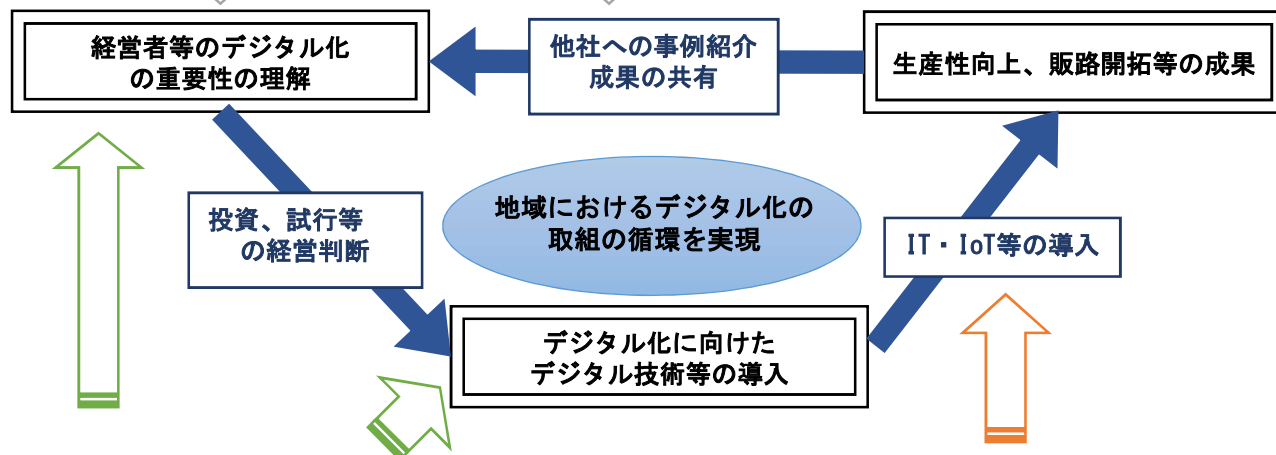 経営者等のデジタル化
の重要性の理解
他社への事例紹介
成果の共有
生産性向上、販路開拓等の成果
投資、試行等
の経営判断
地域におけるデジタル化の
取組の循環を実現
IT・IoT等の導入
デジタル化に向けた
デジタル技術等の導入